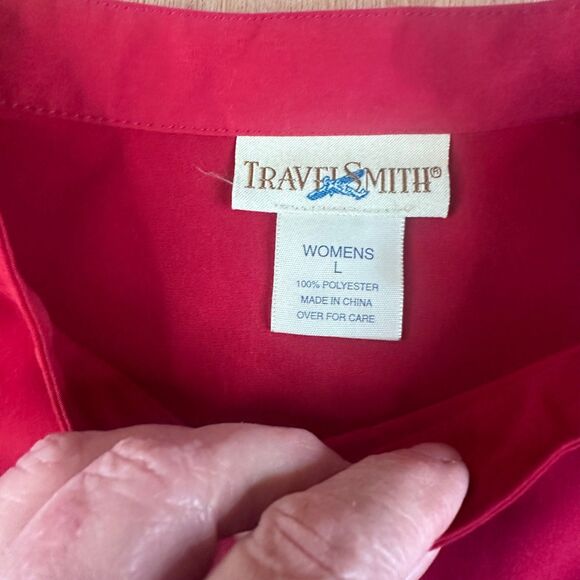 TRAVELSMITH®
WOMENS
L
100% POLYESTER
MADE IN CHINA
OVER FOR CARE